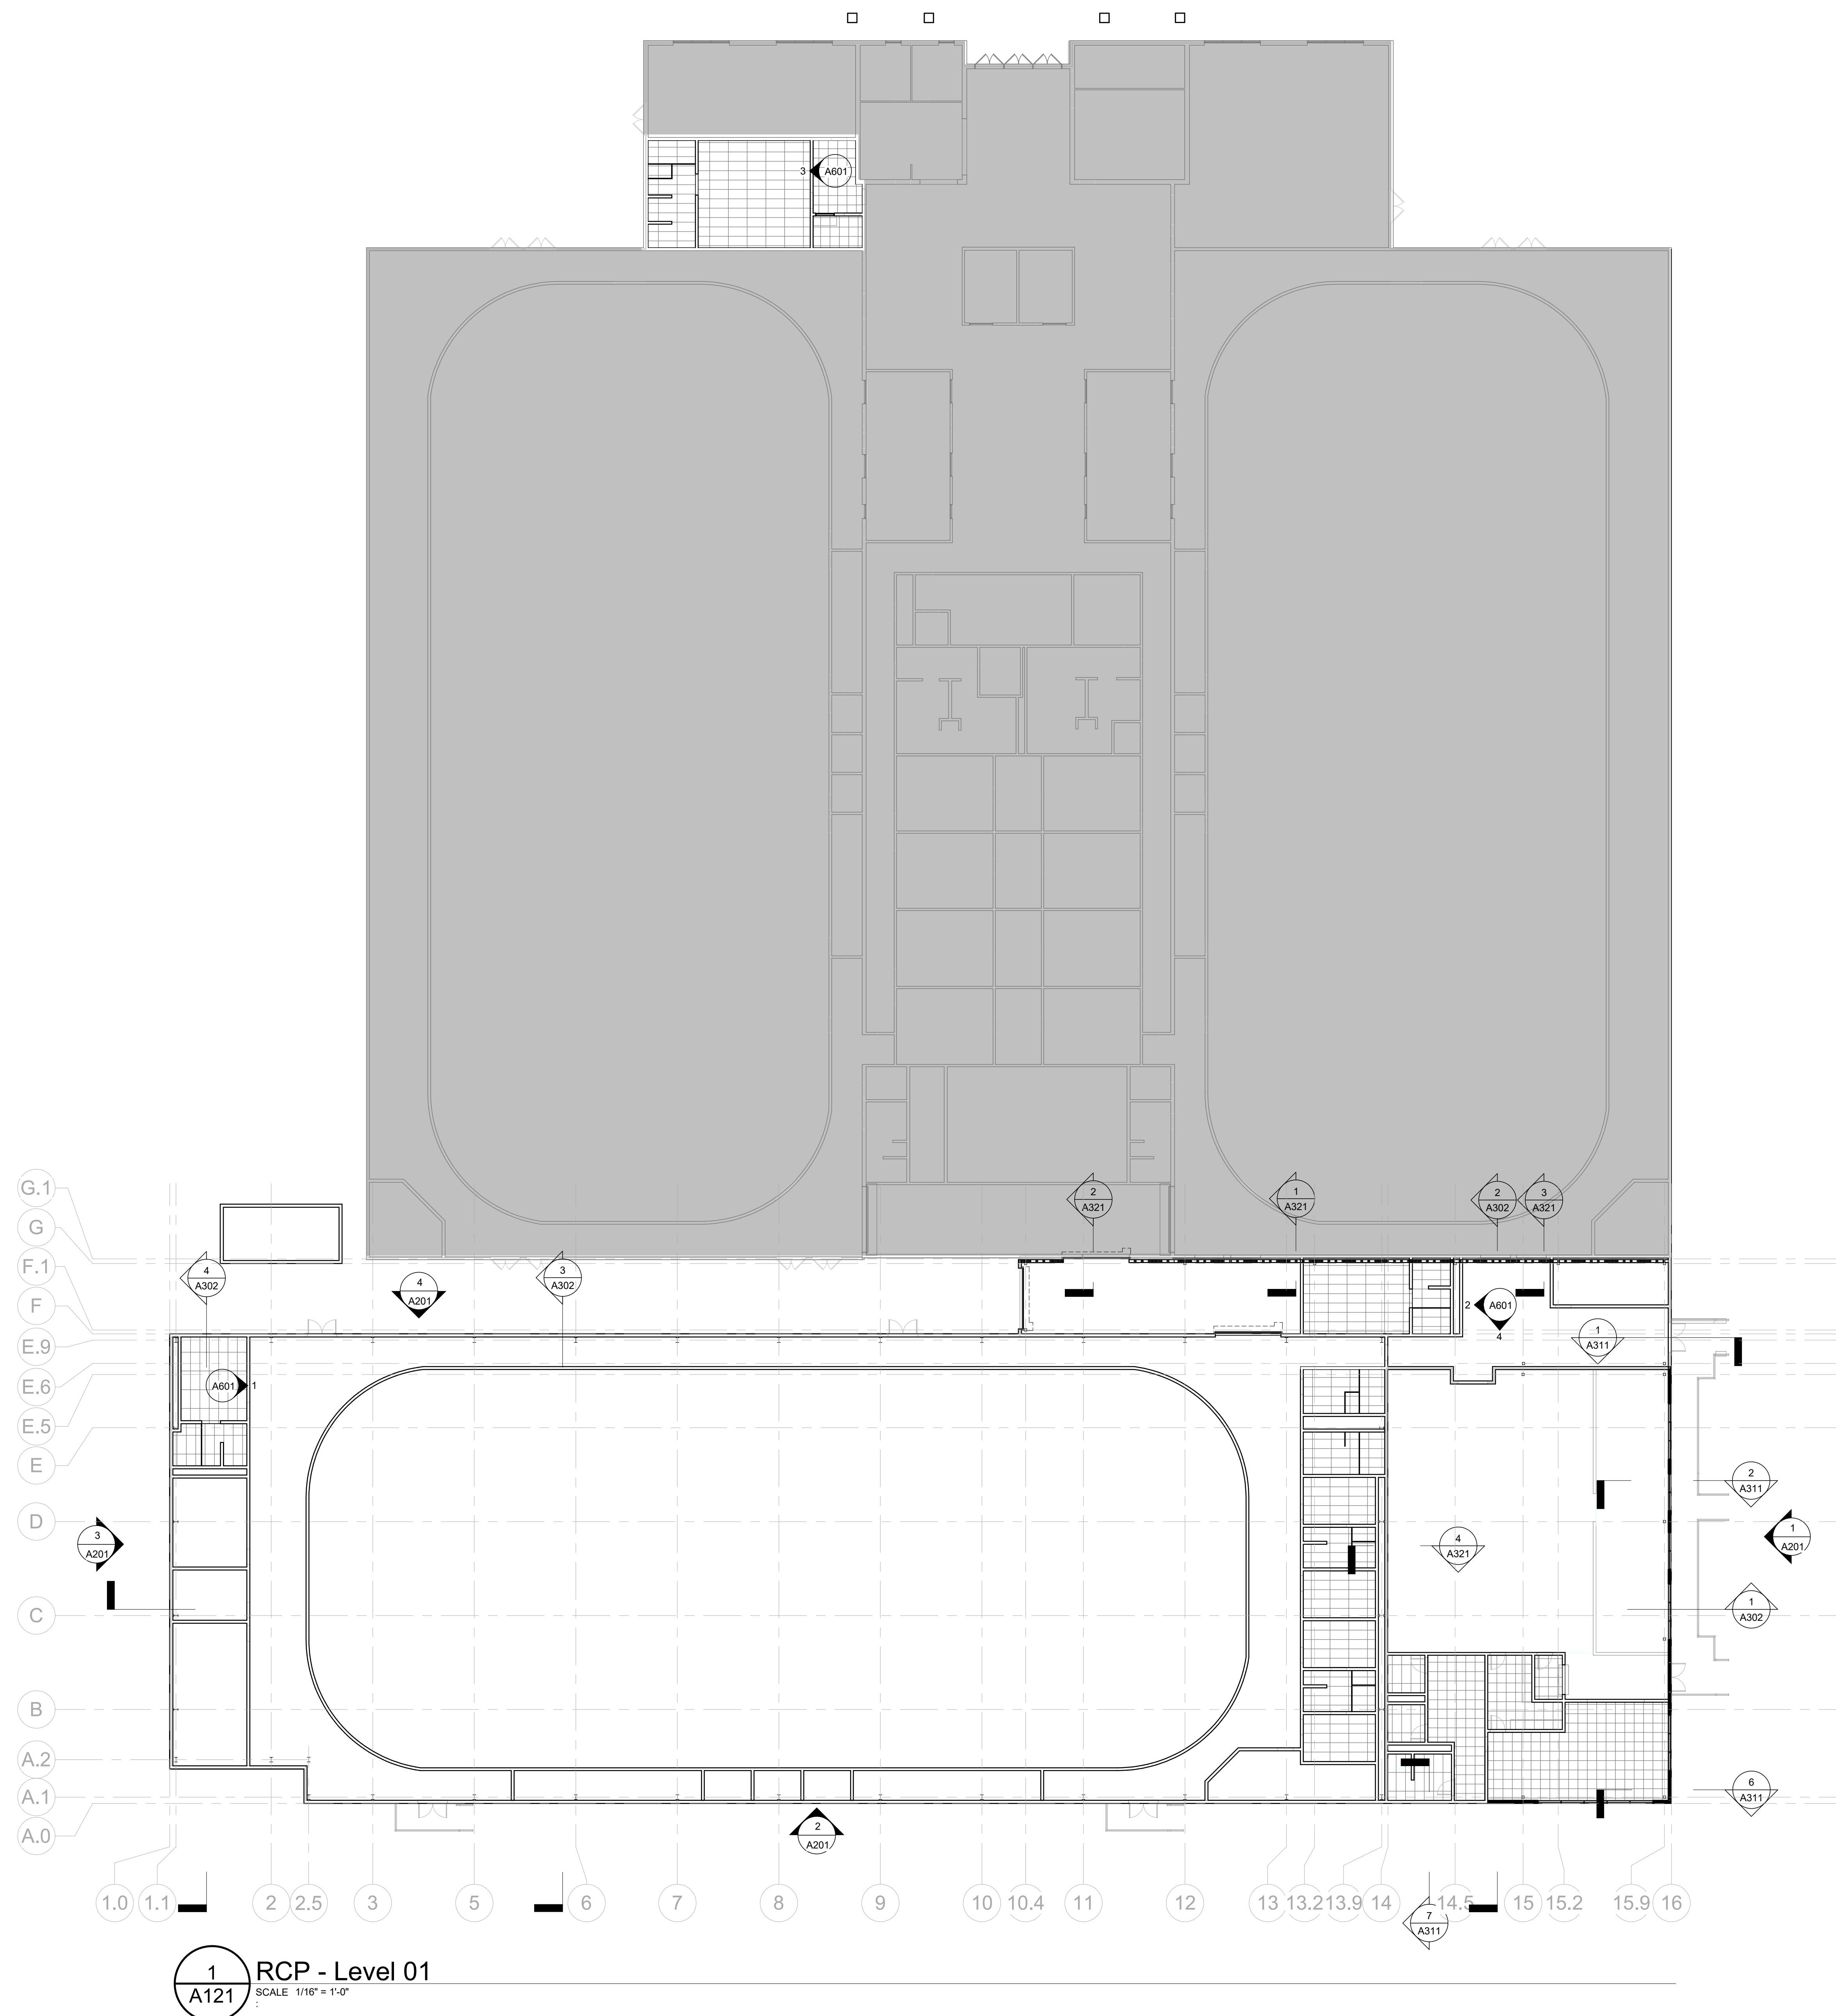 3
A601
2
A321
1
A321
2
A302
3
A321
G.1
G
F.1
F
E.9
E.6
E.5
E
D
C
B
A.2
A.1
A.0
4
A302
4
A201
3
A302
2
A601
4
1
A311
A601
1
3
A201
4
A321
2
A311
1
A201
1
A302
6
A311
2
A201
1.0
1.1
2
2.5
3
5
6
7
8
9
10
10.4
11
12
13
13.2
13.9
14
14.5
15
15.2
15.9
16
7
A311
1
A121
RCP - Level 01
SCALE 1/16" = 1'-0"
: